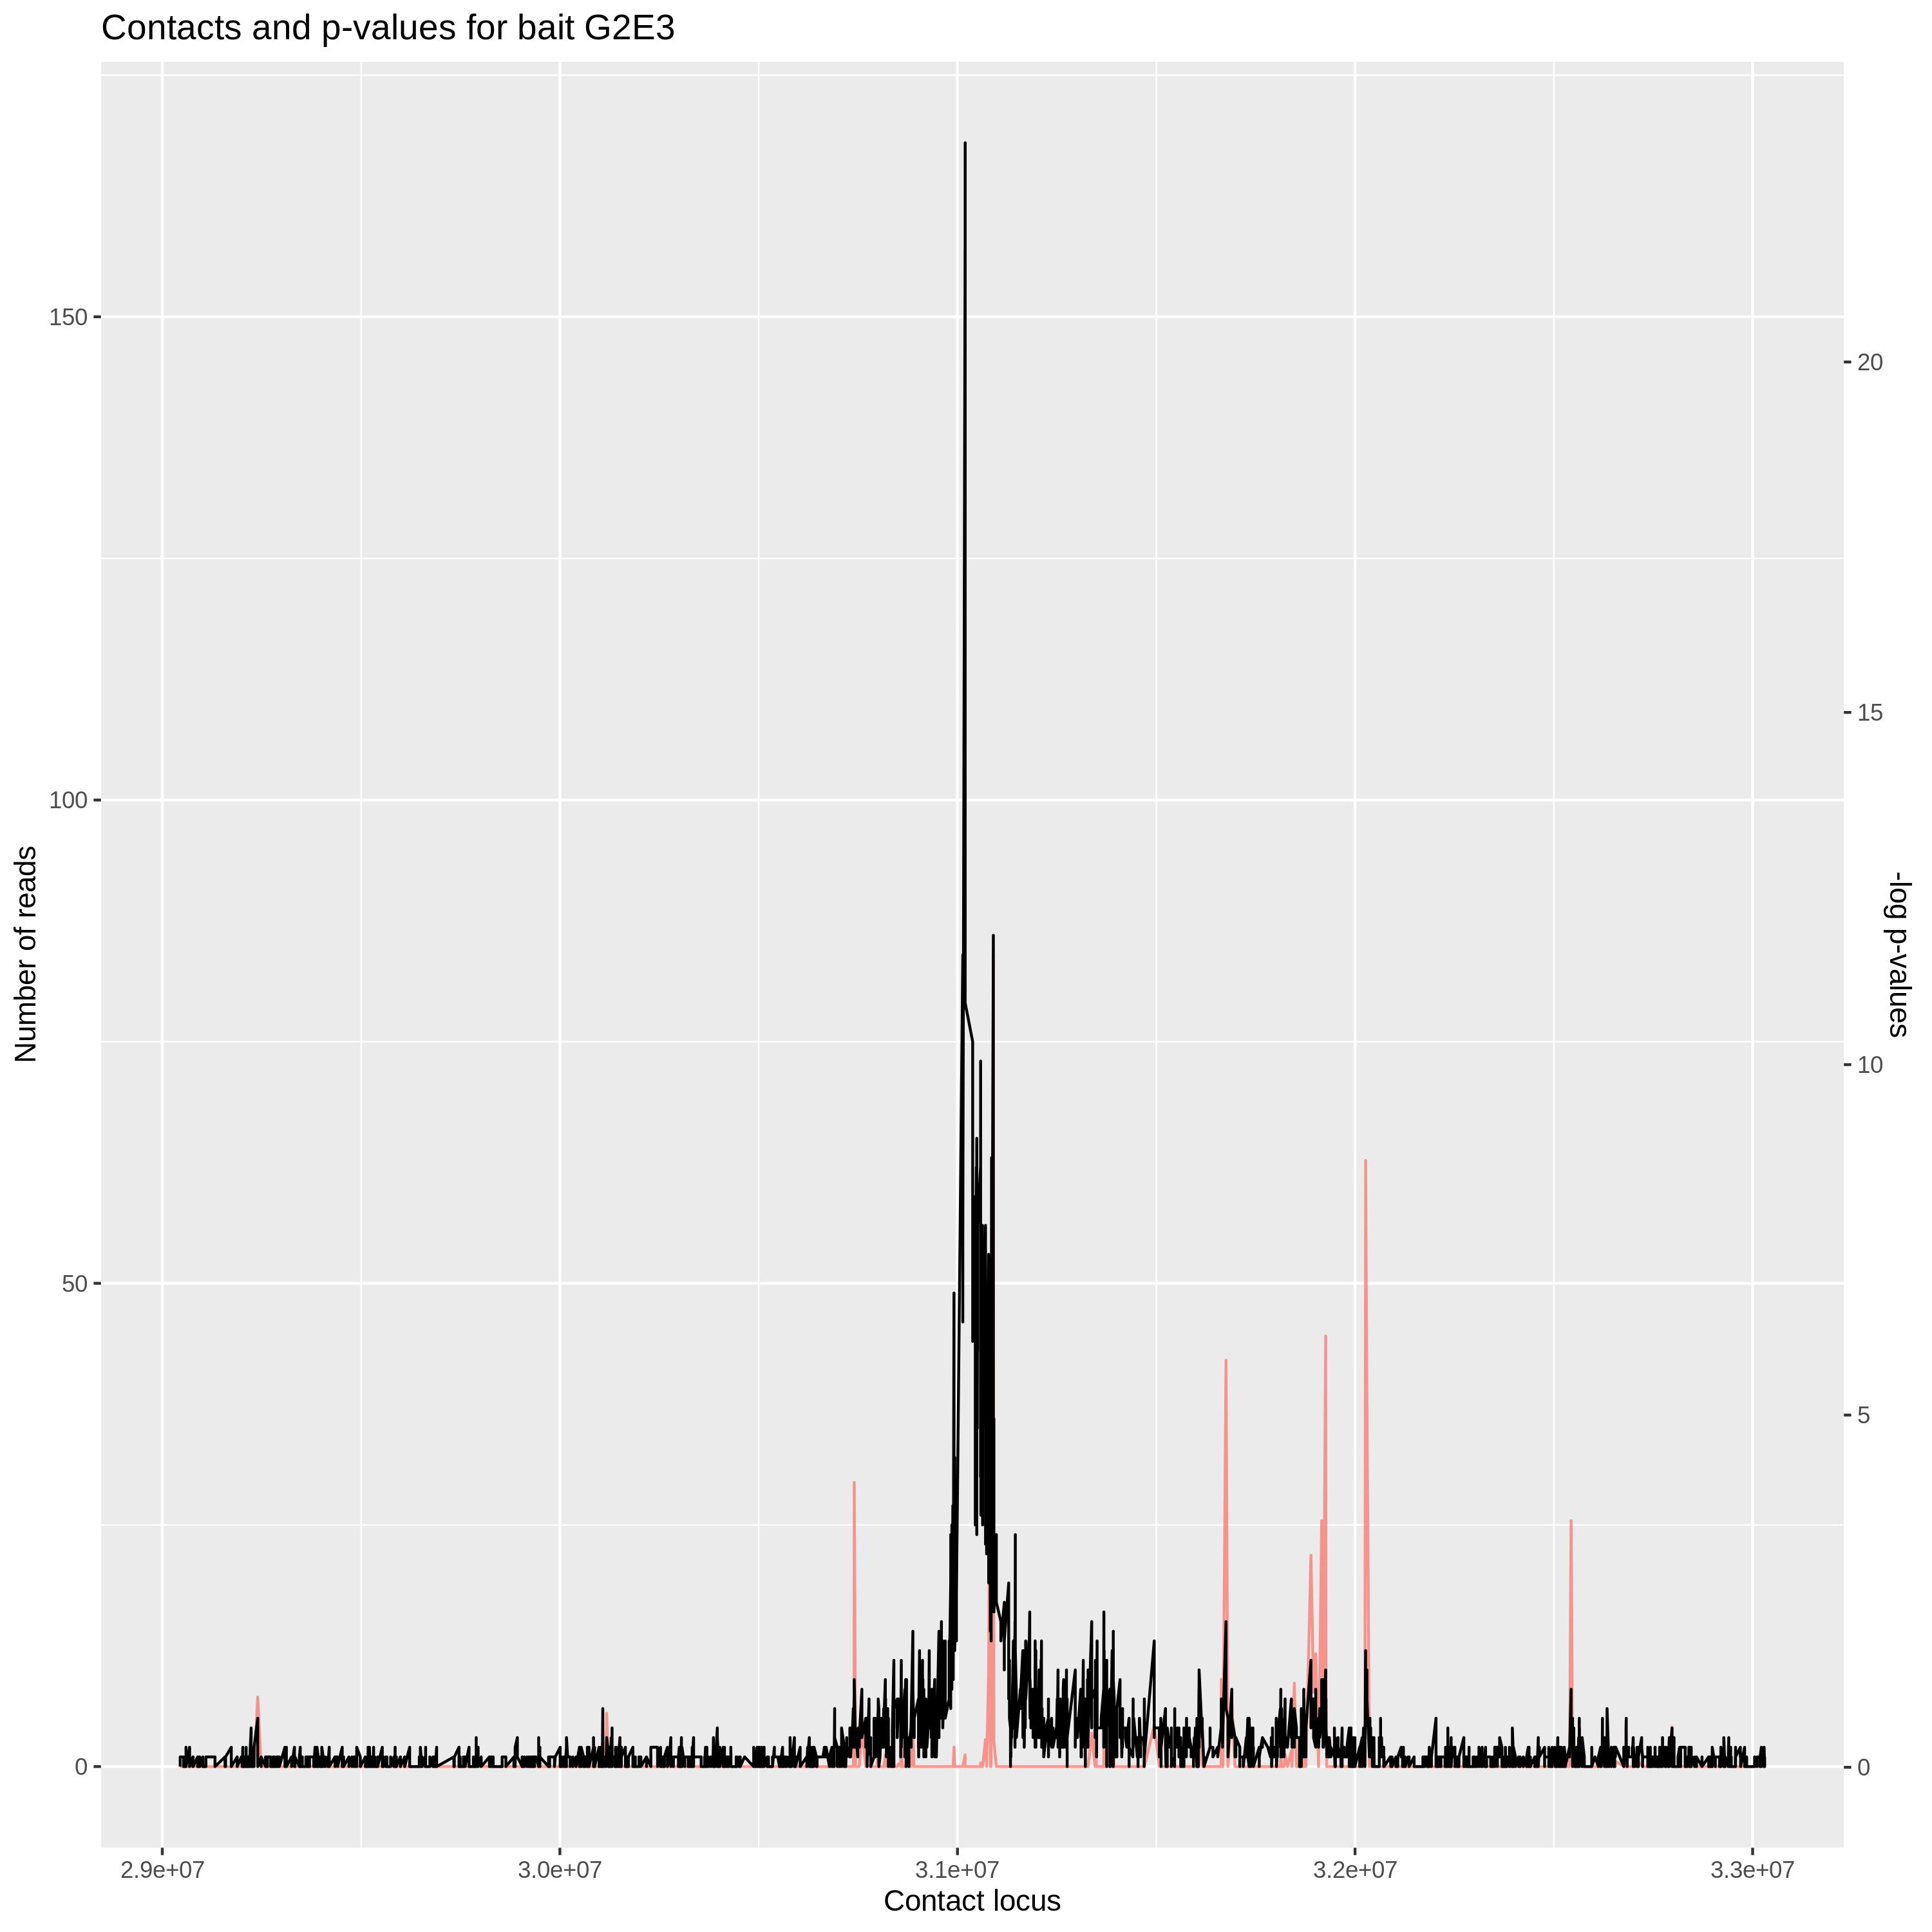 Contacts and p-values for bait G2E3
150
100
50
0
Number of reads
20
15
10
5
0
-log p-values
2.9e+07 3.0e+07 3.1e+07 3.2e+07 3.3e+07
Contact locus